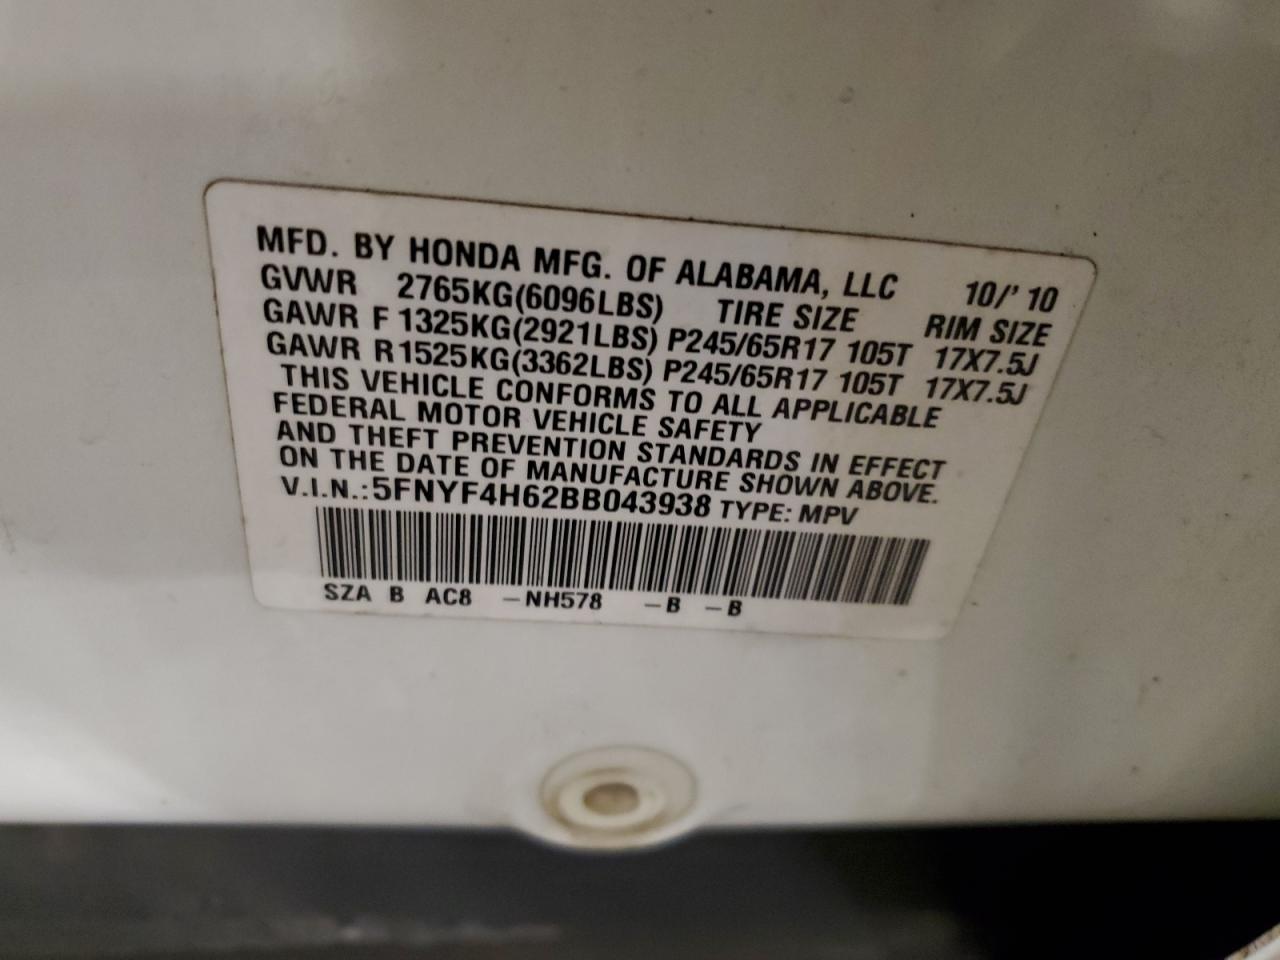 MFD. BY HONDA MFG. OF ALABAMA, LLC 10/'10
GVWR 2765KG(6096LBS) TIRE SIZE RIM SIZE
GAWR F 1325KG(2921LBS) P245/65R17 105T 17X7.5J
GAWR R 1525KG(3362LBS) P245/65R17 105T 17X7.5J
THIS VEHICLE CONFORMS TO ALL APPLICABLE
FEDERAL MOTOR VEHICLE SAFETY
AND THEFT PREVENTION STANDARDS IN EFFECT
ON THE DATE OF MANUFACTURE SHOWN ABOVE.
V.I.N.:5FNYF4H62BB043938 TYPE: MPV
SZA B AC8 -NH578 -B -B